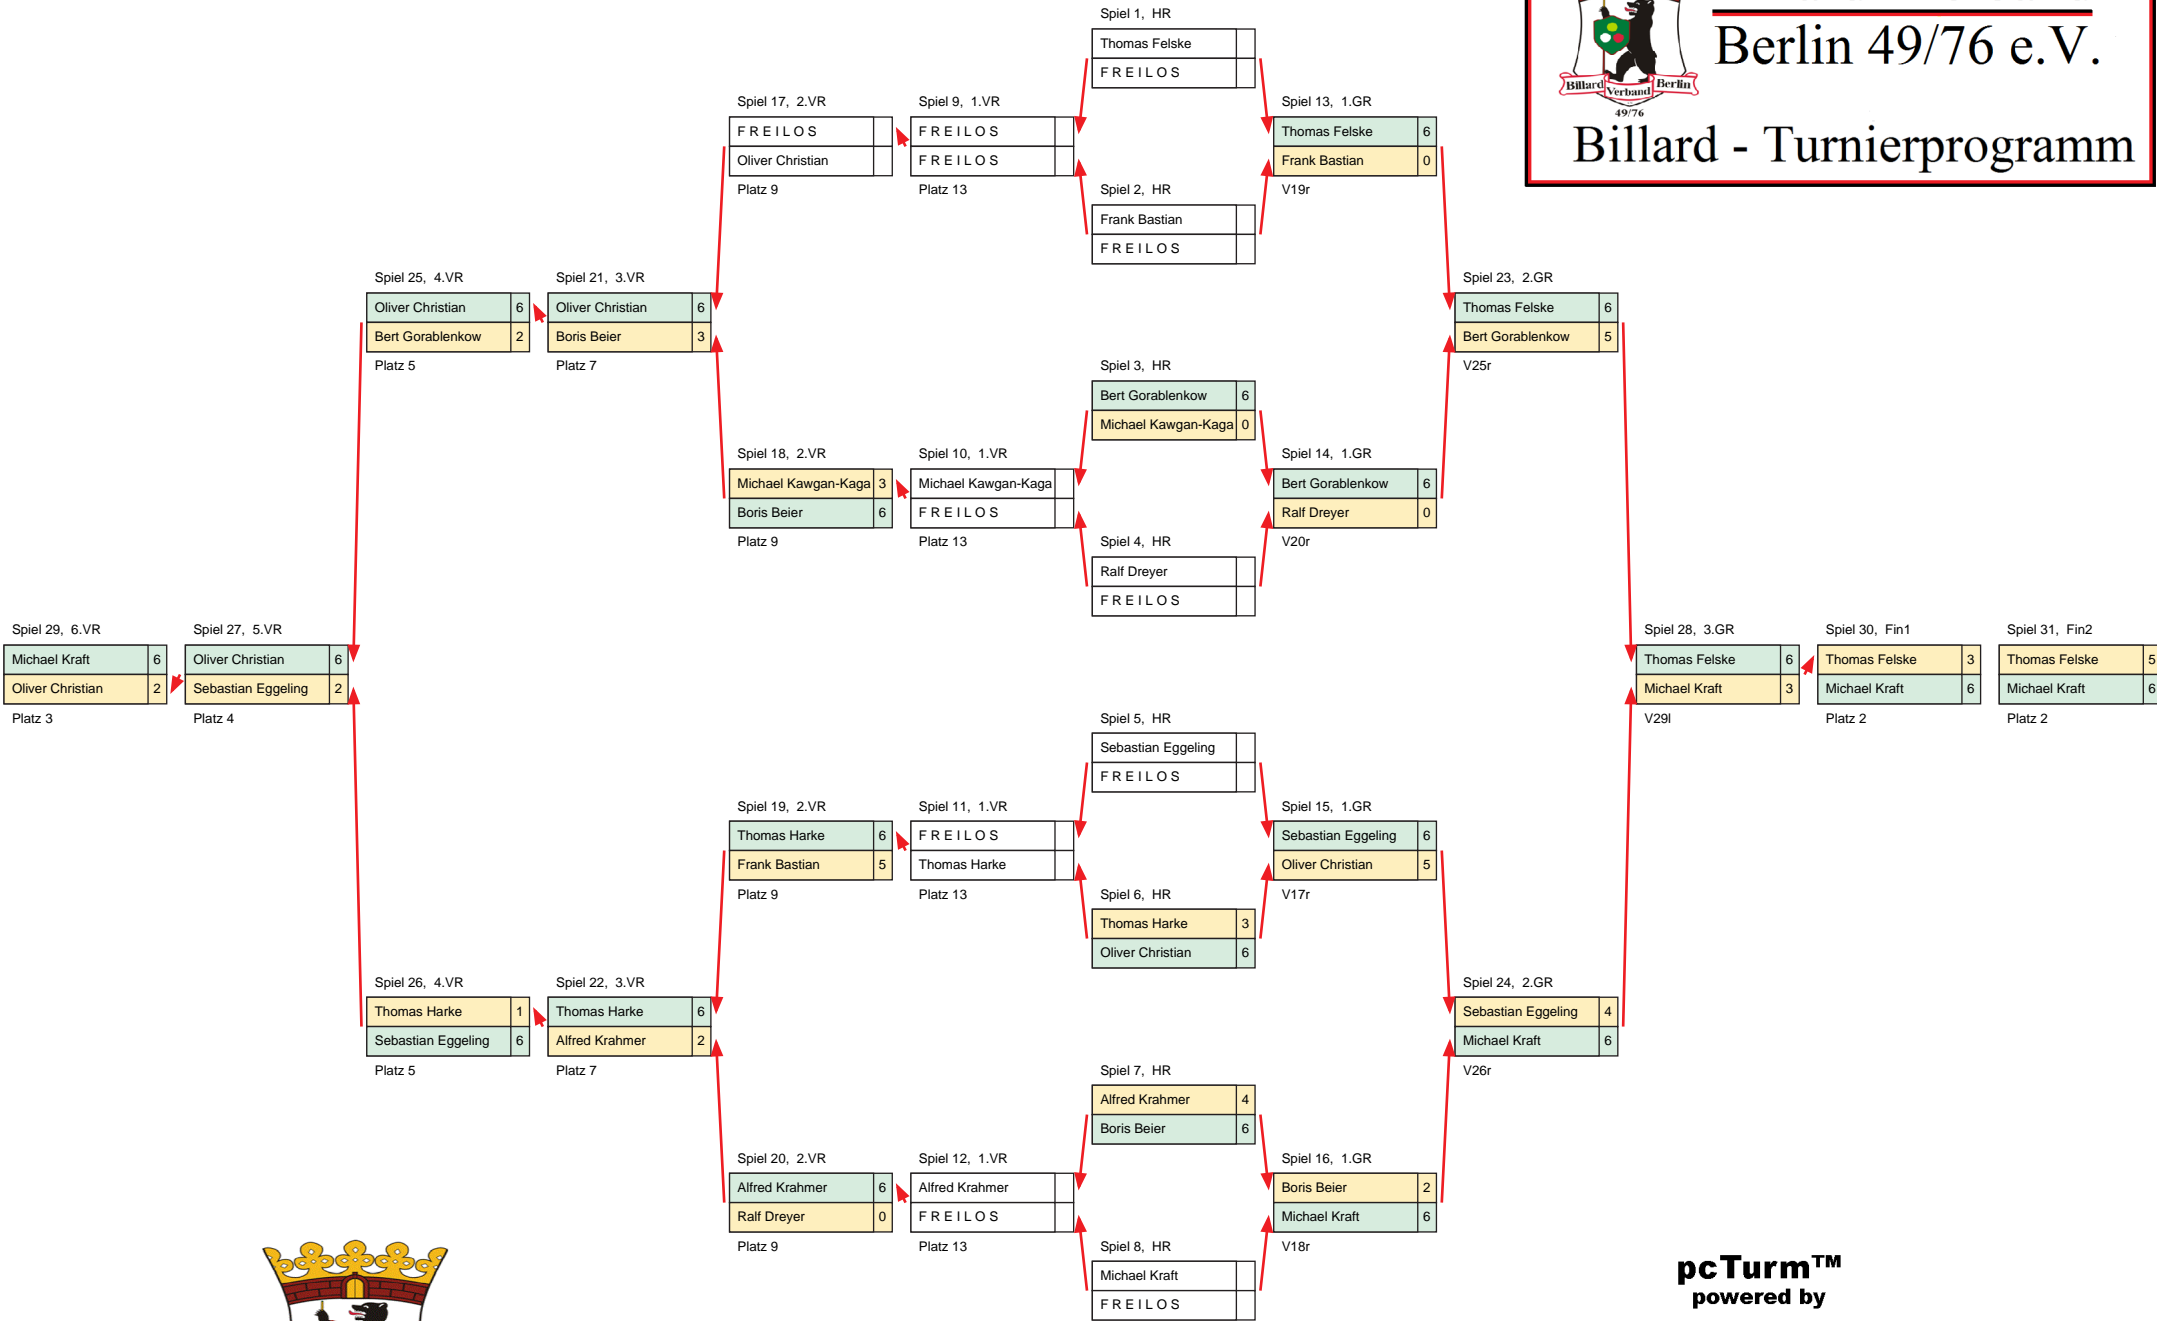 Berlin 49/76 e.V.
Billard Verband Berlin
49/76
Billard - Turnierprogramm
Spiel 1, HR
Thomas Felske
F R E I L O S
Spiel 17, 2.VR
F R E I L O S
Oliver Christian
Platz 9
Spiel 9, 1.VR
F R E I L O S
F R E I L O S
Platz 13
Spiel 13, 1.GR
Thomas Felske 6
Frank Bastian 0
V19r
Spiel 2, HR
Frank Bastian
F R E I L O S
Spiel 25, 4.VR
Oliver Christian 6
Bert Gorablenkow 2
Platz 5
Spiel 21, 3.VR
Oliver Christian 6
Boris Beier 3
Platz 7
Spiel 23, 2.GR
Thomas Felske 6
Bert Gorablenkow 5
V25r
Spiel 3, HR
Bert Gorablenkow 6
Michael Kawgan-Kaga 0
Spiel 18, 2.VR
Michael Kawgan-Kaga 3
Boris Beier 6
Platz 9
Spiel 10, 1.VR
Michael Kawgan-Kaga
F R E I L O S
Platz 13
Spiel 14, 1.GR
Bert Gorablenkow 6
Ralf Dreyer 0
V20r
Spiel 4, HR
Ralf Dreyer
F R E I L O S
Spiel 29, 6.VR
Michael Kraft 6
Oliver Christian 2
Platz 3
Spiel 27, 5.VR
Oliver Christian 6
Sebastian Eggeling 2
Platz 4
Spiel 28, 3.GR
Thomas Felske 6
Michael Kraft 3
V29l
Spiel 30, Fin1
Thomas Felske 3
Michael Kraft 6
Platz 2
Spiel 31, Fin2
Thomas Felske 5
Michael Kraft 6
Platz 2
Spiel 5, HR
Sebastian Eggeling
F R E I L O S
Spiel 19, 2.VR
Thomas Harke 6
Frank Bastian 5
Platz 9
Spiel 11, 1.VR
F R E I L O S
Thomas Harke
Platz 13
Spiel 15, 1.GR
Sebastian Eggeling 6
Oliver Christian 5
V17r
Spiel 6, HR
Thomas Harke 3
Oliver Christian 6
Spiel 26, 4.VR
Thomas Harke 1
Sebastian Eggeling 6
Platz 5
Spiel 22, 3.VR
Thomas Harke 6
Alfred Krahmer 2
Platz 7
Spiel 24, 2.GR
Sebastian Eggeling 4
Michael Kraft 6
V26r
Spiel 7, HR
Alfred Krahmer 4
Boris Beier 6
Spiel 20, 2.VR
Alfred Krahmer 6
Ralf Dreyer 0
Platz 9
Spiel 12, 1.VR
Alfred Krahmer
F R E I L O S
Platz 13
Spiel 16, 1.GR
Boris Beier 2
Michael Kraft 6
V18r
Spiel 8, HR
Michael Kraft
F R E I L O S
pcTurm™
powered by